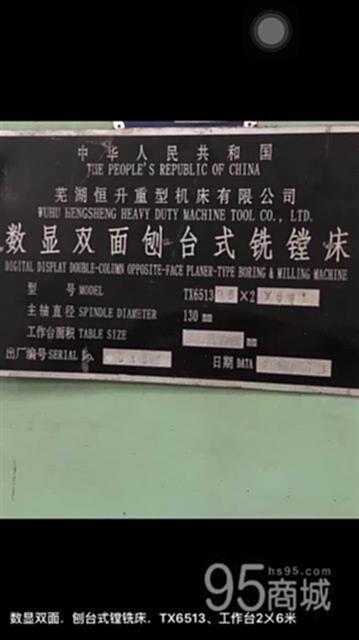 中华人民共和国
THE PEOPLE'S REPUBLIC OF CHINA
芜湖恒升重型机床有限公司
WUHU HENGSHENG HEAVY DUTY MACHINE TOOL CO., LTD.
数显双面刨台式铣镗床
DIGITAL DISPLAY DOUBLE-COLUMN OPPOSITE-FACE PLANER-TYPE BORING & MILLING MACHINE
型号 MODEL TX6513 ×2
主轴直径 SPINDLE DIAMETER 130 mm
工作台面积 TABLE SIZE mm
出厂编号 SERIAL No. 日期 DATA
95商城
hs95.com
数显双面．刨台式镗铣床．TX6513、工作台2X6米